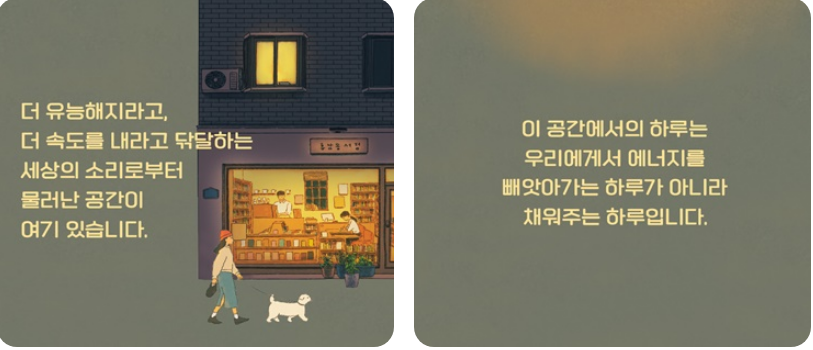 더 유능해지라고,
더 속도를 내라고 닦달하는
세상의 소리로부터
물러난 공간이
여기 있습니다.
이 공간에서의 하루는
우리에게서 에너지를
빼앗아가는 하루가 아니라
채워주는 하루입니다.